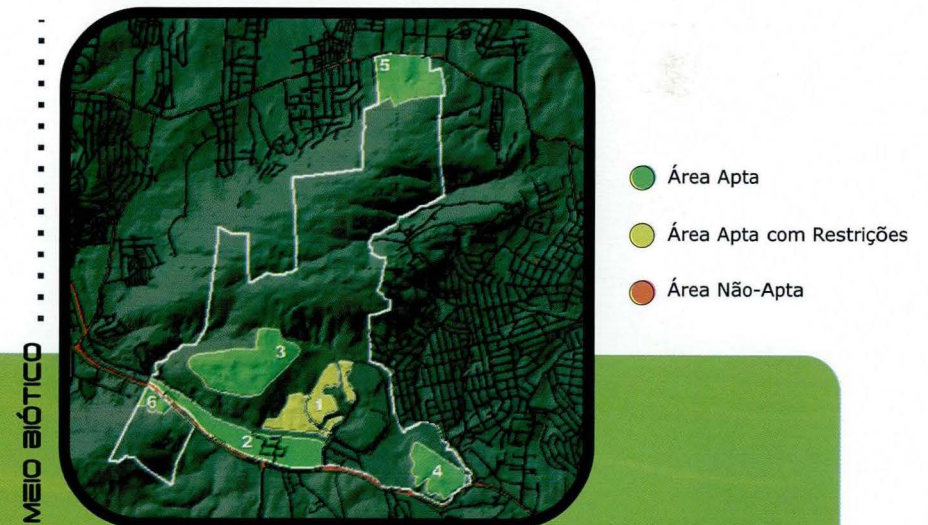 MEIO BIÓTICO
5
3
1
6
2
4
Área Apta
Área Apta com Restrições
Área Não-Apta